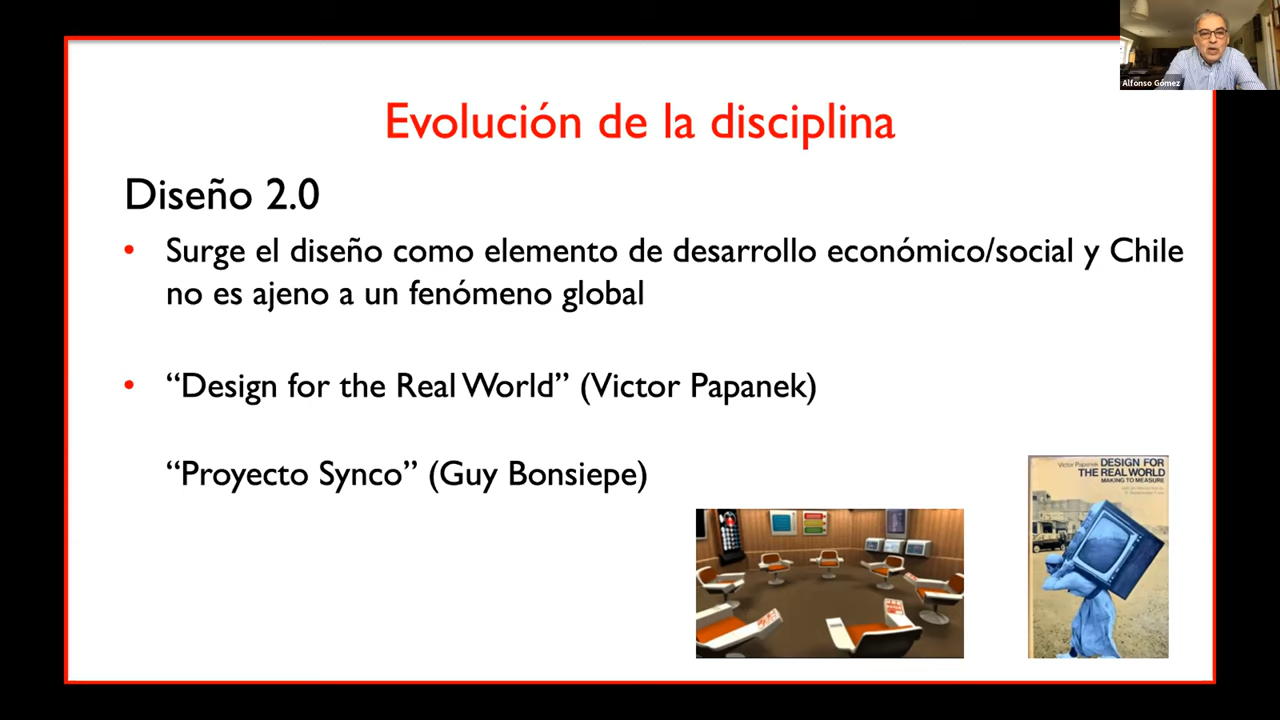 Alfonso Gómez
Evolución de la disciplina
Diseño 2.0
• Surge el diseño como elemento de desarrollo económico/social y Chile
no es ajeno a un fenómeno global
• “Design for the Real World” (Victor Papanek)
“Proyecto Synco” (Guy Bonsiepe)
Victor Papanek DESIGN FOR
THE REAL WORLD
MAKING TO MEASURE